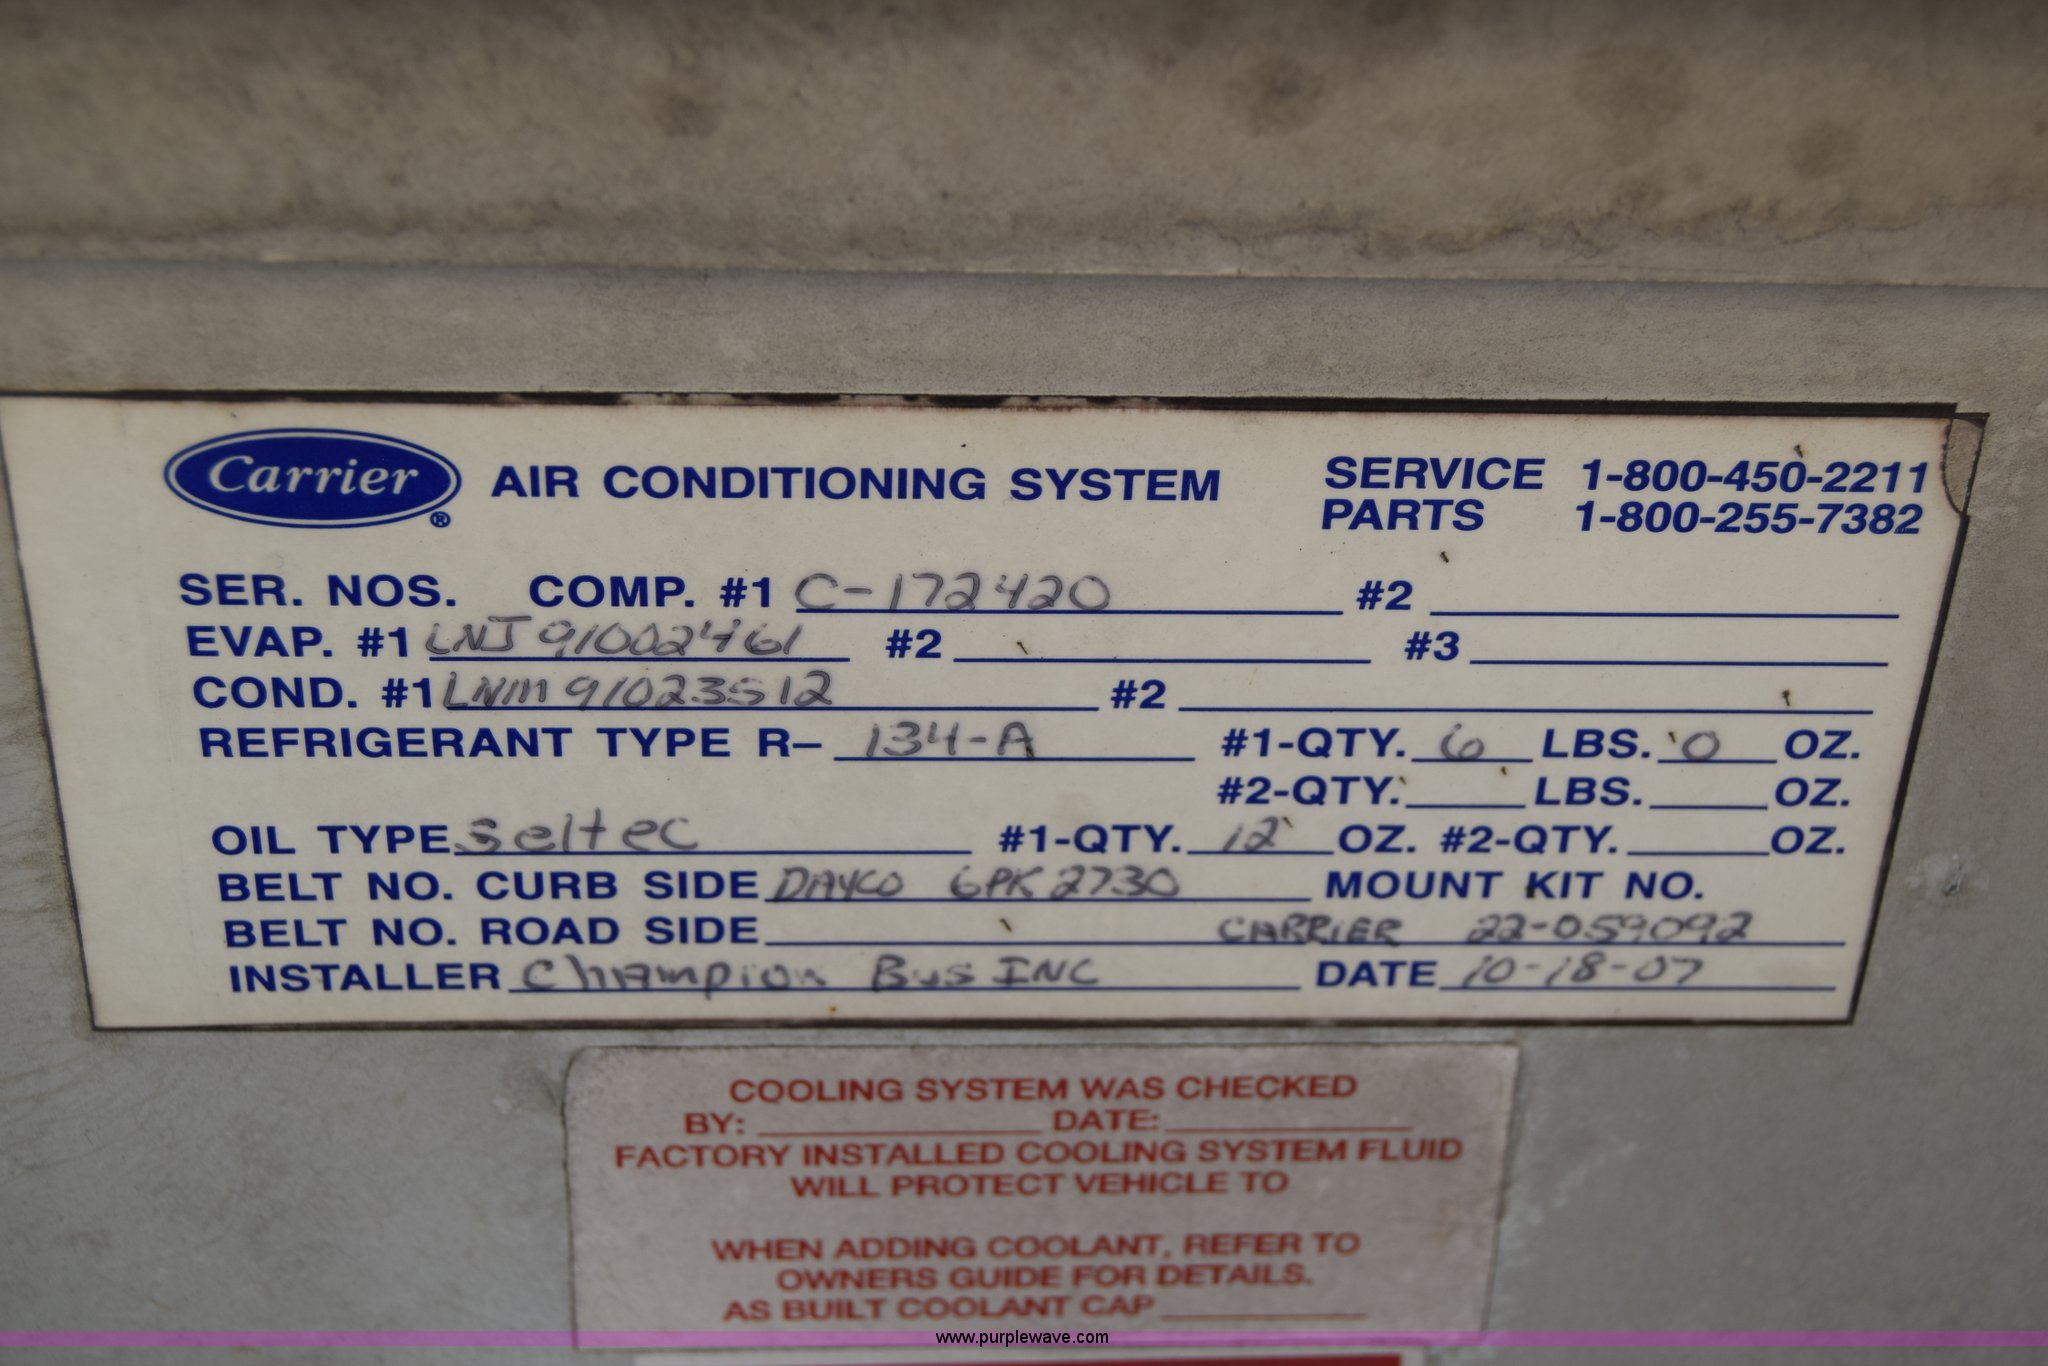 Carrier® AIR CONDITIONING SYSTEM SERVICE 1-800-450-2211
PARTS 1-800-255-7382
SER. NOS. COMP. #1 C-172420 #2
EVAP. #1 LNJ91002461 #2 #3
COND. #1 LNM91023512 #2
REFRIGERANT TYPE R– 134-A #1-QTY. 6 LBS. 0 OZ.
#2-QTY. LBS. OZ.
OIL TYPE Seltec #1-QTY. 12 OZ. #2-QTY. OZ.
BELT NO. CURB SIDE DAYCO 6PK2730 MOUNT KIT NO.
BELT NO. ROAD SIDE CARRIER 22-059092
INSTALLER Champion Bus INC DATE 10-18-07
COOLING SYSTEM WAS CHECKED
BY: DATE:
FACTORY INSTALLED COOLING SYSTEM FLUID
WILL PROTECT VEHICLE TO
WHEN ADDING COOLANT, REFER TO
OWNERS GUIDE FOR DETAILS.
AS BUILT COOLANT CAP
www.purplewave.com